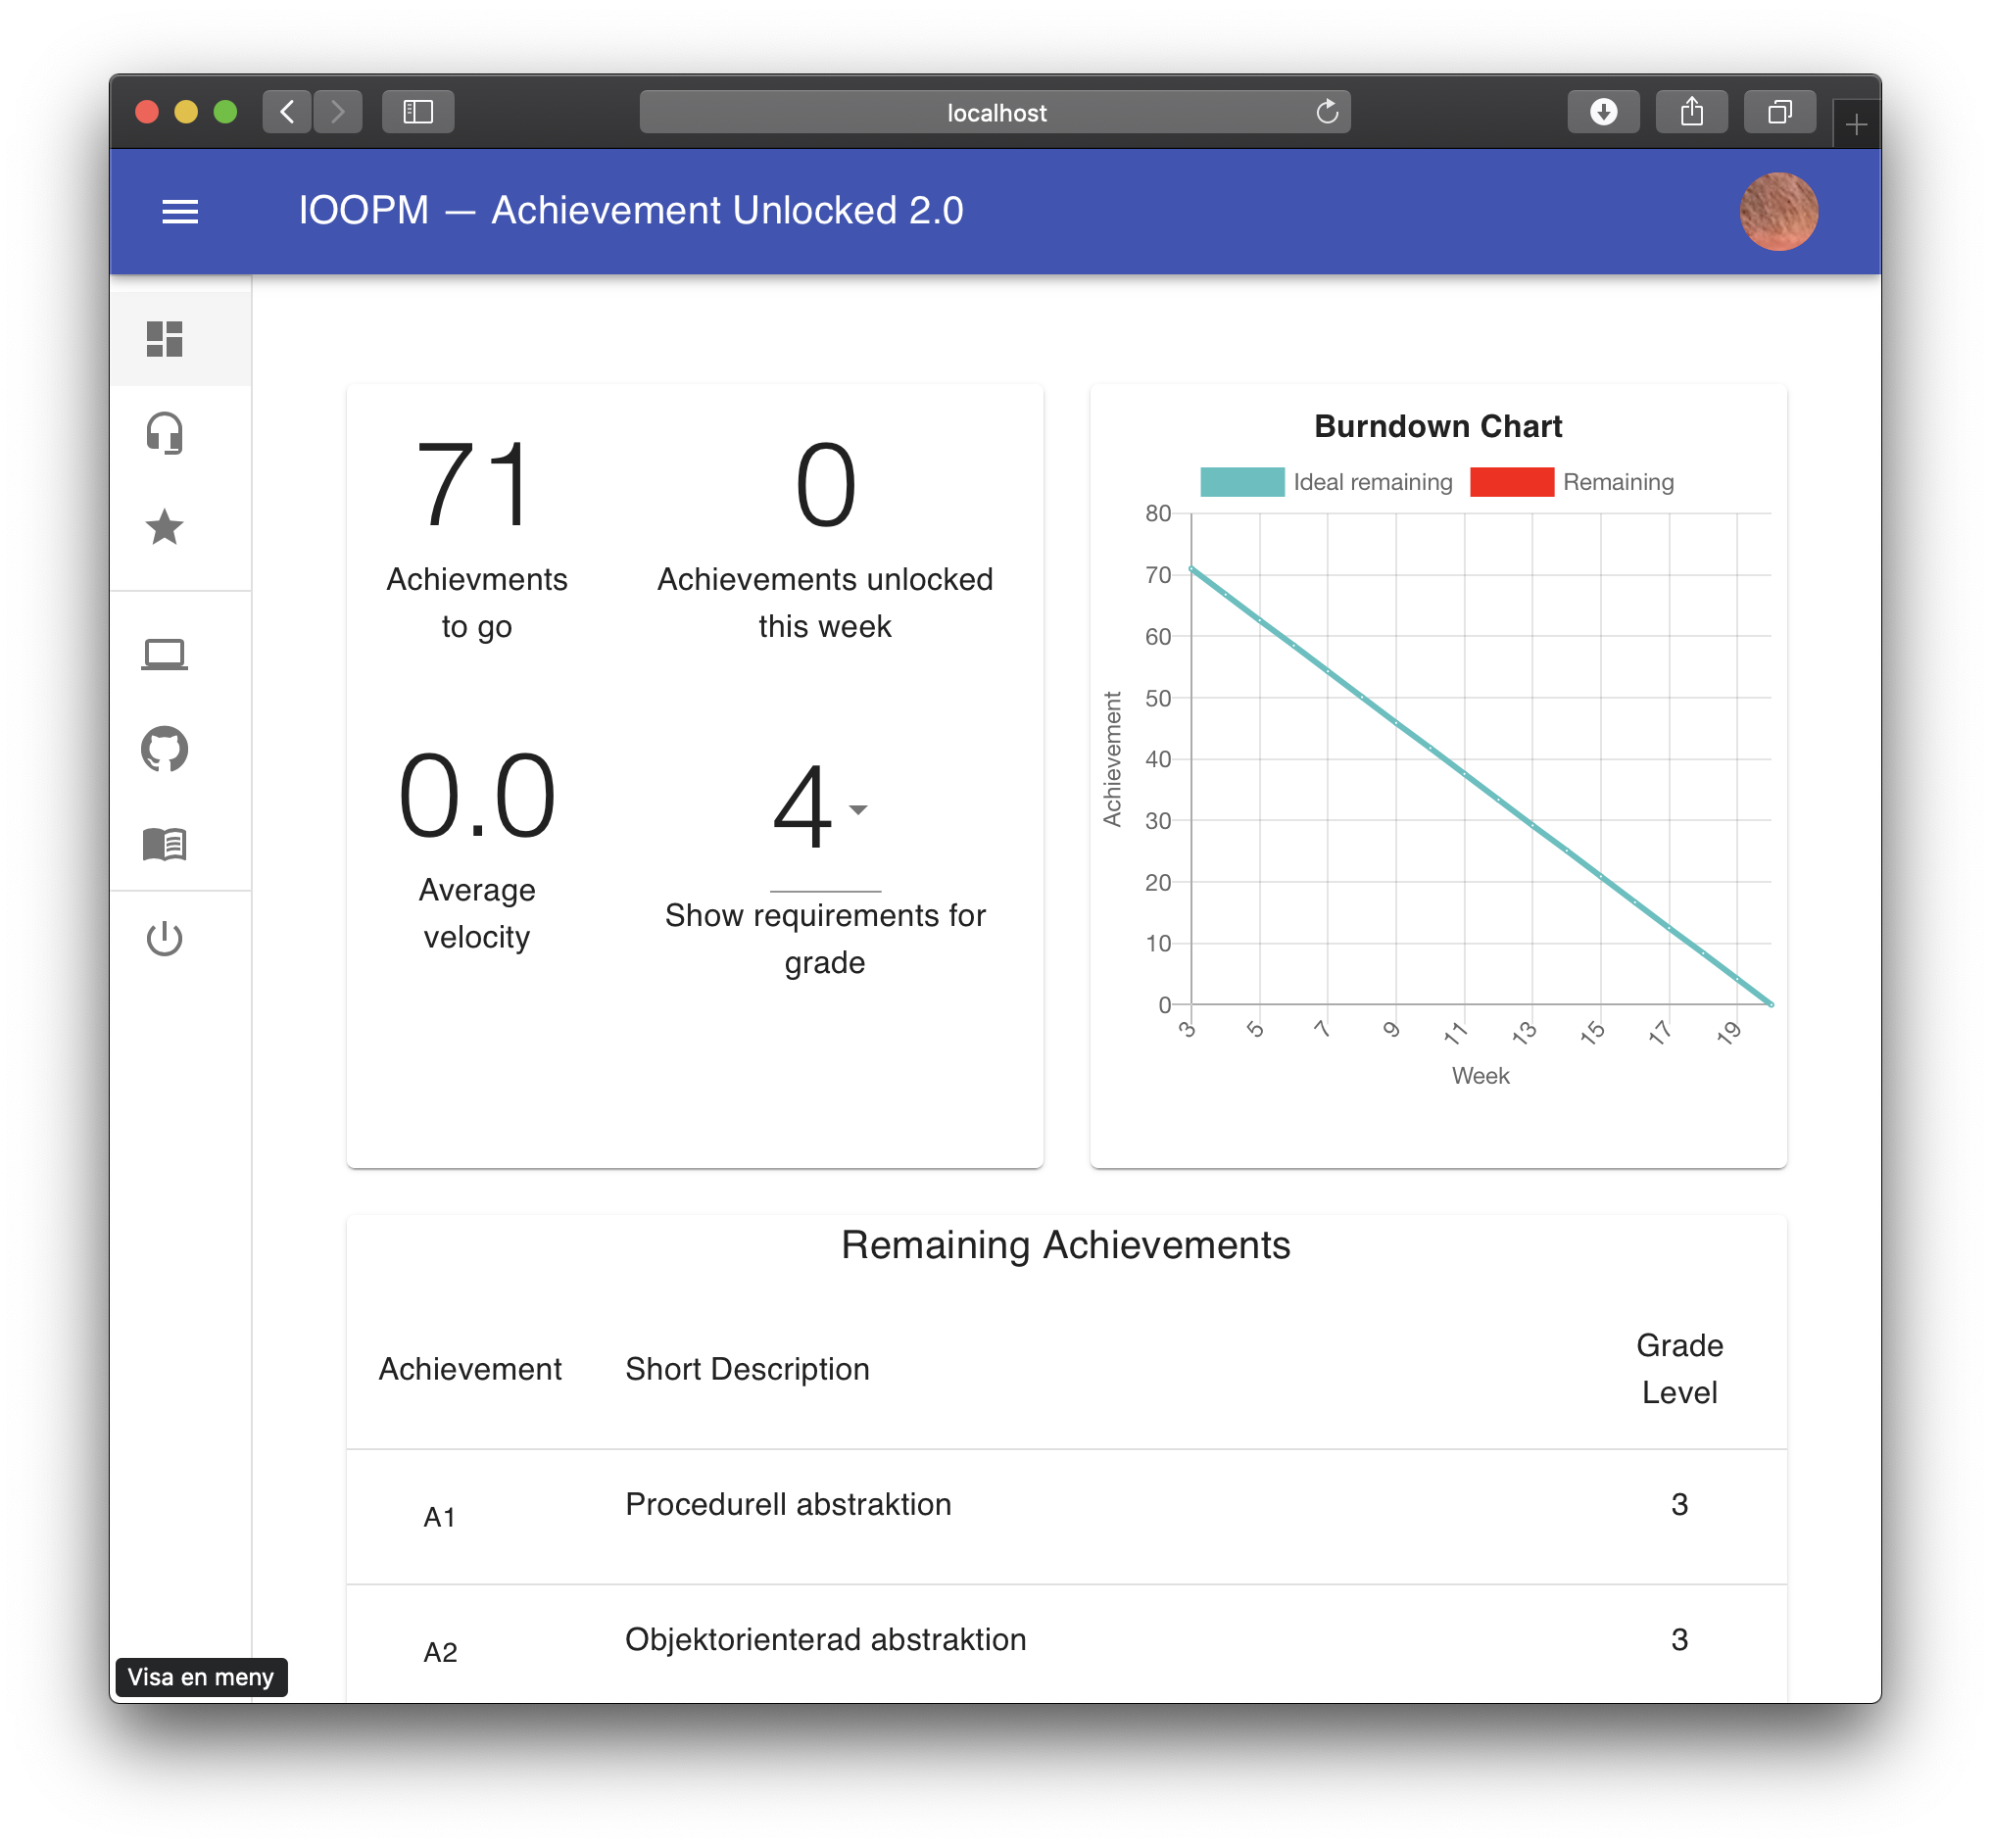 localhost
IOOPM — Achievement Unlocked 2.0
71
Achievments
to go
0
Achievements unlocked
this week
0.0
Average
velocity
4
Show requirements for
grade
Burndown Chart
Ideal remaining
Remaining
80
70
60
50
40
30
20
10
0
Achievement
3
5
7
9
11
13
15
17
19
Week
Remaining Achievements
Achievement
Short Description
Grade
Level
A1
Procedurell abstraktion
3
A2
Objektorienterad abstraktion
3
Visa en meny